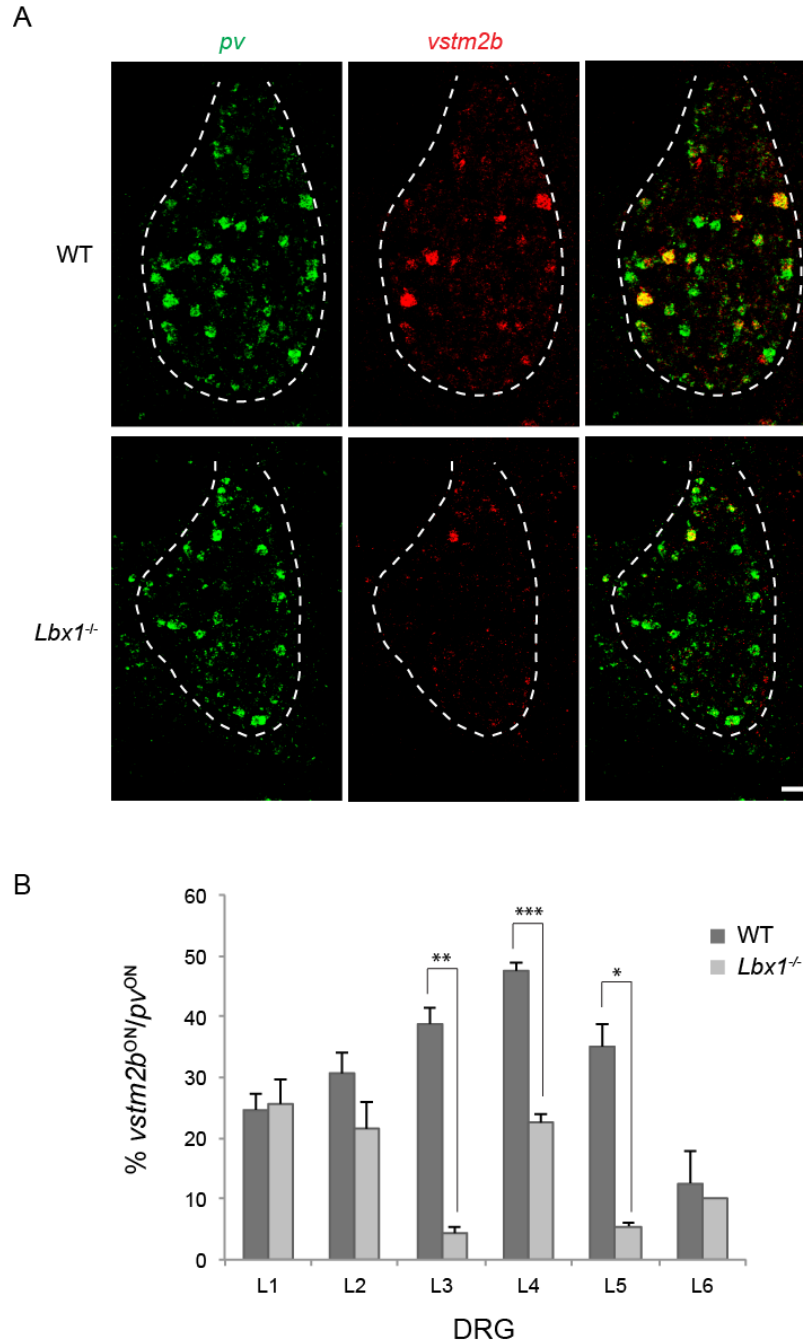 A
pv vstm2b
WT
Lbx1-/-
B
60
50
40
30
20
10
0
% vstm2bON/pvON
**
***
*
WT
Lbx1-/-
L1 L2 L3 L4 L5 L6
DRG